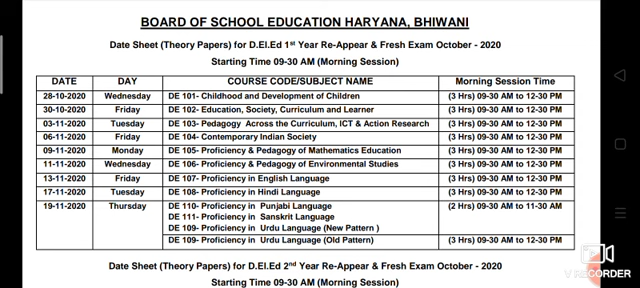 BOARD OF SCHOOL EDUCATION HARYANA, BHIWANI
Date Sheet (Theory Papers) for D.El.Ed 1st Year Re-Appear & Fresh Exam October - 2020
Starting Time 09-30 AM (Morning Session)
DATE DAY COURSE CODE/SUBJECT NAME Morning Session Time
28-10-2020 Wednesday DE 101- Childhood and Development of Children (3 Hrs) 09-30 AM to 12-30 PM
30-10-2020 Friday DE 102- Education, Society, Curriculum and Learner (3 Hrs) 09-30 AM to 12-30 PM
03-11-2020 Tuesday DE 103- Pedagogy Across the Curriculum, ICT & Action Research (3 Hrs) 09-30 AM to 12-30 PM
06-11-2020 Friday DE 104- Contemporary Indian Society (3 Hrs) 09-30 AM to 12-30 PM
09-11-2020 Monday DE 105- Proficiency & Pedagogy of Mathematics Education (3 Hrs) 09-30 AM to 12-30 PM
11-11-2020 Wednesday DE 106- Proficiency & Pedagogy of Environmental Studies (3 Hrs) 09-30 AM to 12-30 PM
13-11-2020 Friday DE 107- Proficiency in English Language (3 Hrs) 09-30 AM to 12-30 PM
17-11-2020 Tuesday DE 108- Proficiency in Hindi Language (3 Hrs) 09-30 AM to 12-30 PM
19-11-2020 Thursday DE 110- Proficiency in Punjabi Language (2 Hrs) 09-30 AM to 11-30 AM
DE 111- Proficiency in Sanskrit Language
DE 109- Proficiency in Urdu Language (New Pattern )
DE 109- Proficiency in Urdu Language (Old Pattern) (3 Hrs) 09-30 AM to 12-30 PM
Date Sheet (Theory Papers) for D.El.Ed 2nd Year Re-Appear & Fresh Exam October - 2020
Starting Time 09-30 AM (Morning Session)
V RECORDER